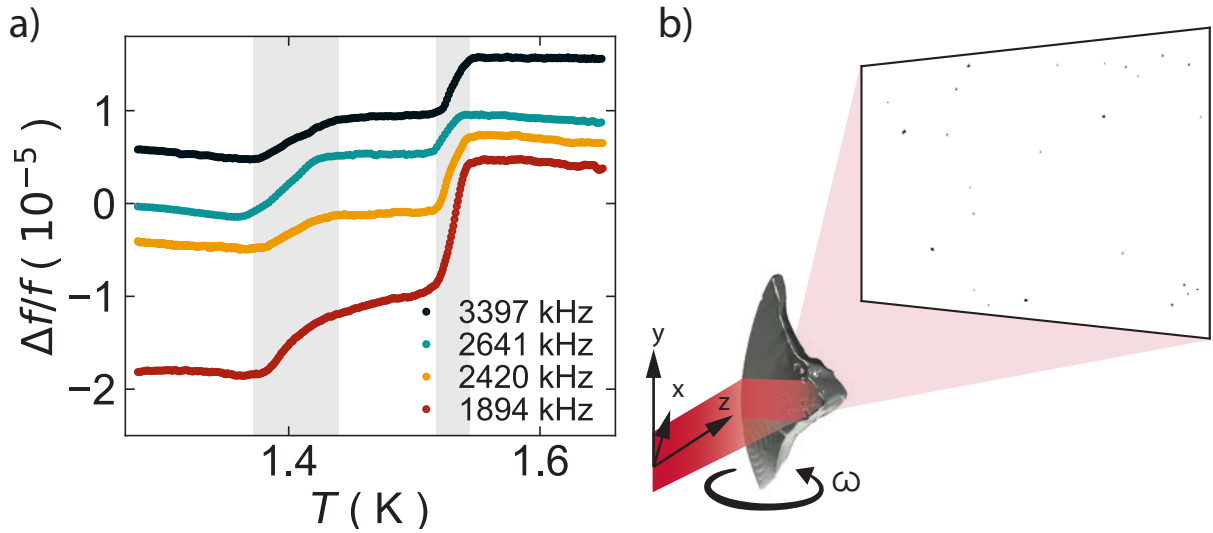 a)
Δf/f ( 10⁻⁵ )
1
0
−1
−2
3397 kHz
2641 kHz
2420 kHz
1894 kHz
1.4
1.6
T ( K )
b)
y
x
z
ω